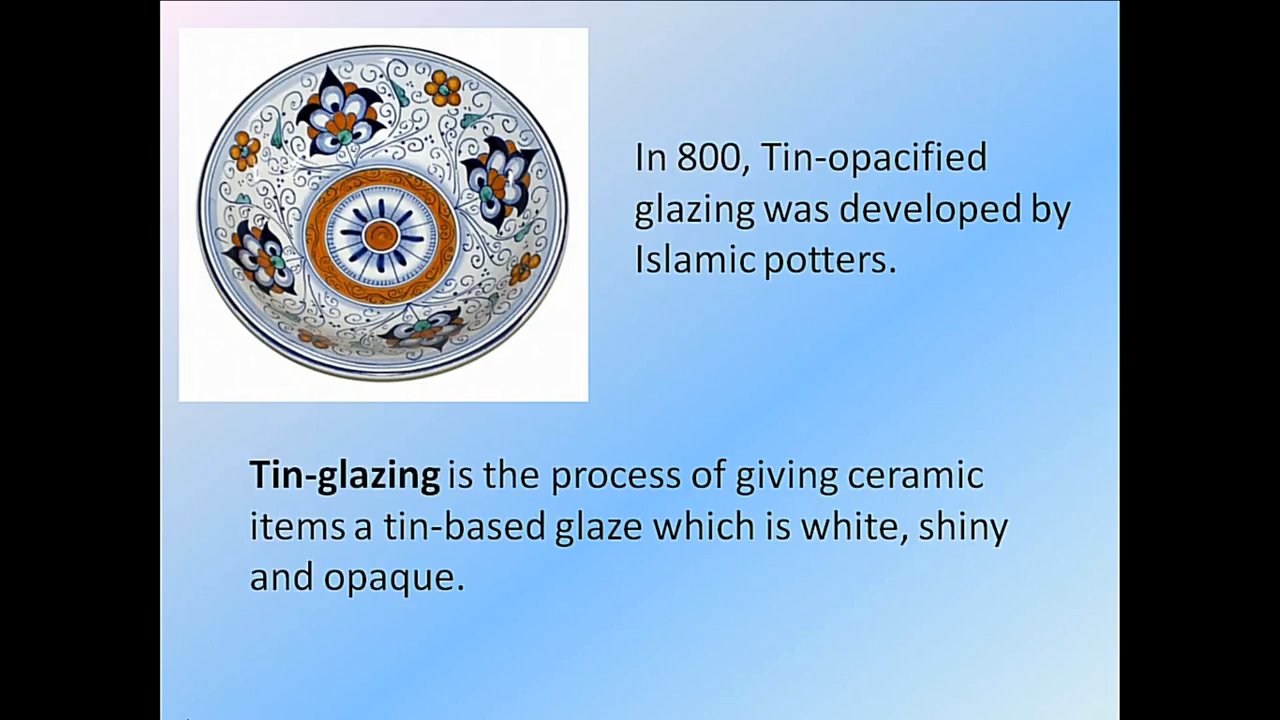 In 800, Tin-opacified
glazing was developed by
Islamic potters.
Tin-glazing is the process of giving ceramic
items a tin-based glaze which is white, shiny
and opaque.